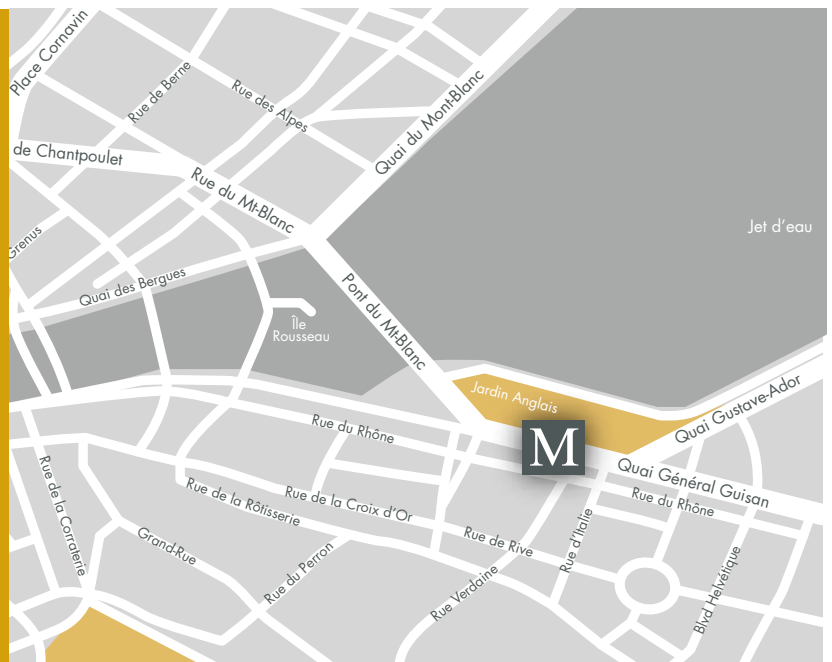 Place Cornavin
Rue de Berne
Rue des Alpes
Quai du Mont-Blanc
de Chantpoulet
Rue du Mt-Blanc
Jet d'eau
Grenus
Quai des Bergues
Pont du Mt-Blanc
Île
Rousseau
Jardin Anglais
Quai Gustave-Ador
Rue du Rhône
M
Quai Général Guisan
Rue du Rhône
Rue de la Corraterie
Rue de la Rôtisserie
Rue de la Croix d'Or
Rue de Rive
Rue d'Italie
Grand-Rue
Rue du Perron
Rue Verdaine
Blvd Helvétique